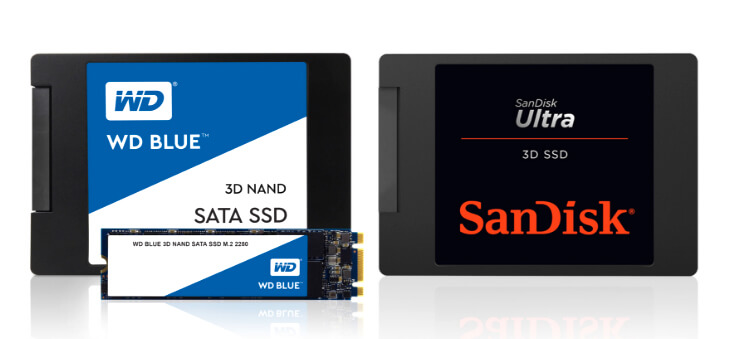 WD®
WD BLUE™
3D NAND
SATA SSD
WD BLUE 3D NAND SATA SSD M.2 2280
WD
WD BLUE™
SanDisk
Ultra
3D SSD
SanDisk®